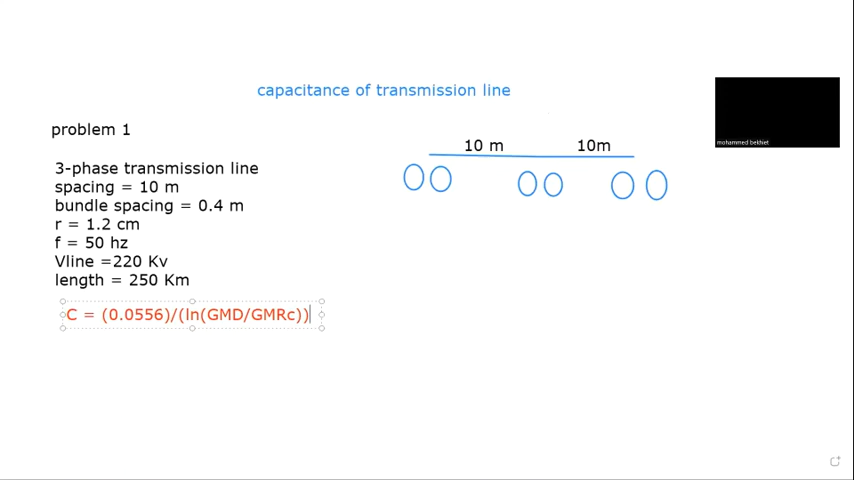 capacitance of transmission line
problem 1
3-phase transmission line
spacing = 10 m
bundle spacing = 0.4 m
r = 1.2 cm
f = 50 hz
Vline =220 Kv
length = 250 Km
C = (0.0556)/(ln(GMD/GMRc))
10 m 10m
mohammed bekhiet